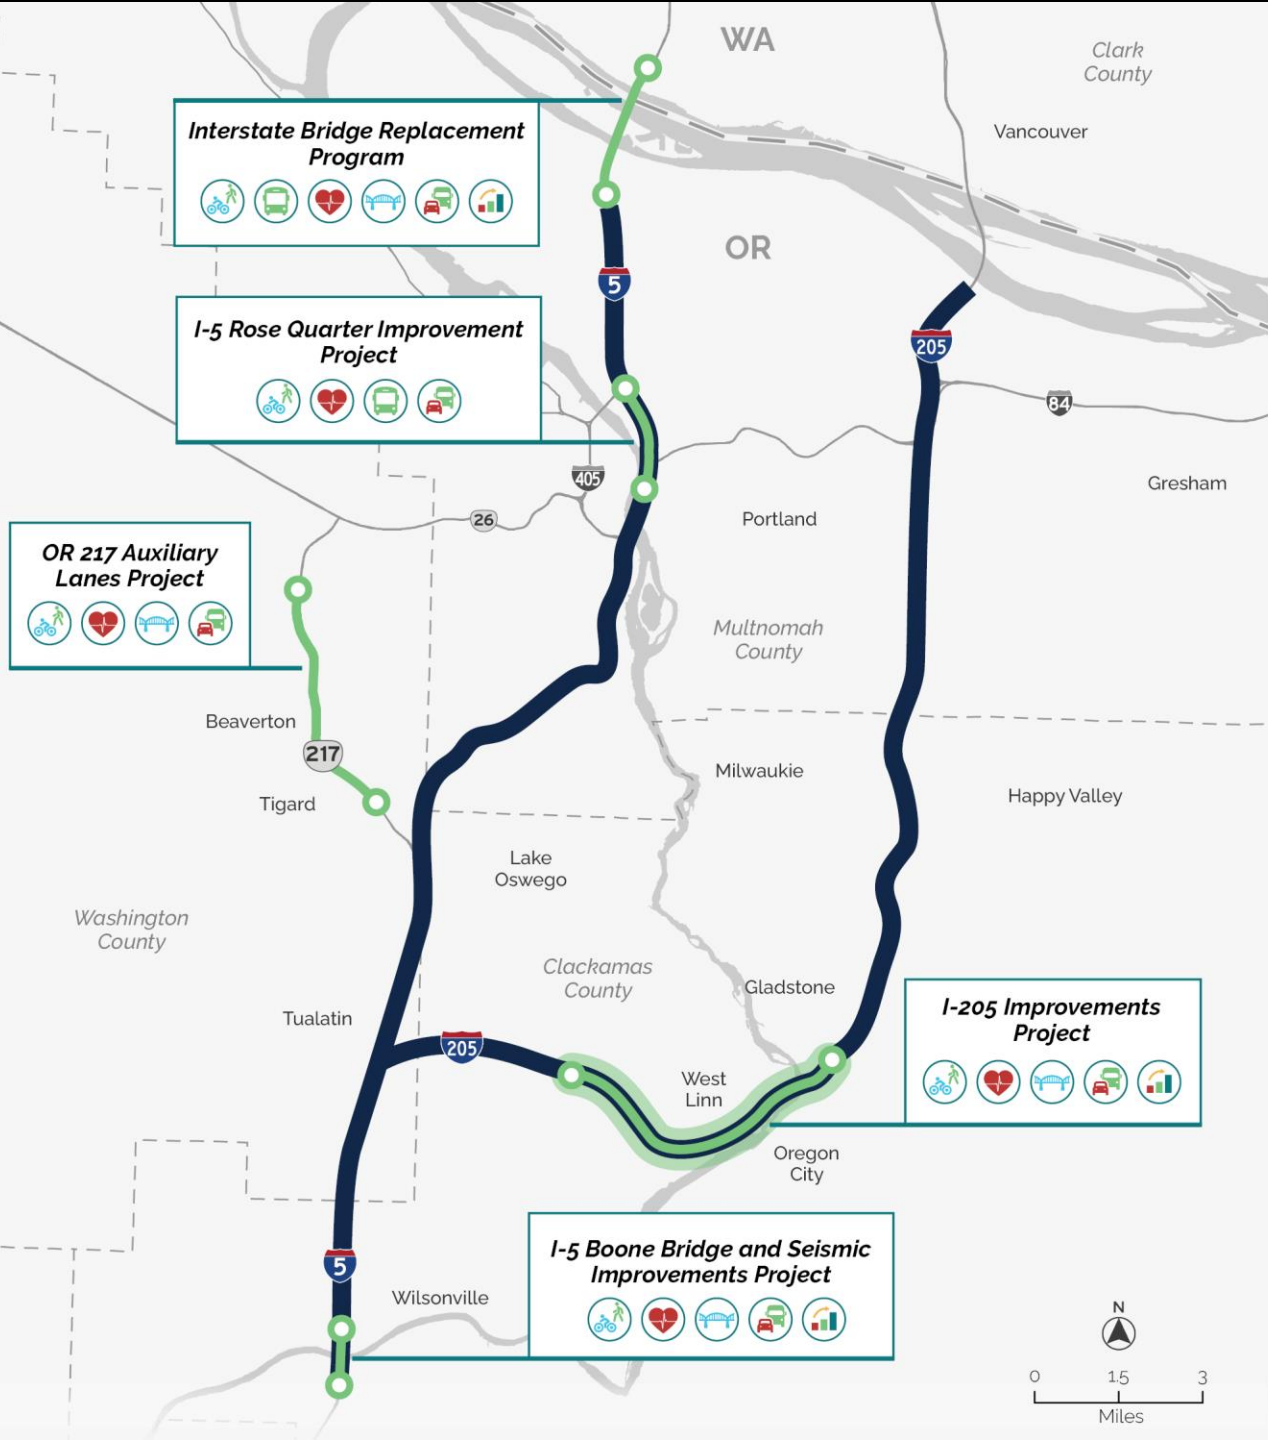 WA
Clark
County
Vancouver
Interstate Bridge Replacement
Program
OR
5
I-5 Rose Quarter Improvement
Project
205
84
405
Gresham
26
Portland
OR 217 Auxiliary
Lanes Project
Multnomah
County
Beaverton
217
Milwaukie
Tigard
Happy Valley
Lake
Oswego
Washington
County
Clackamas
County
Gladstone
I-205 Improvements
Project
Tualatin
205
West
Linn
Oregon
City
I-5 Boone Bridge and Seismic
Improvements Project
5
Wilsonville
N
0 1.5 3
Miles